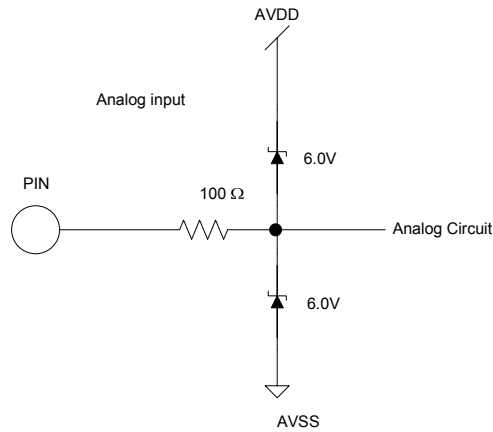 AVDD
Analog input
6.0V
PIN
100 Ω
Analog Circuit
6.0V
AVSS